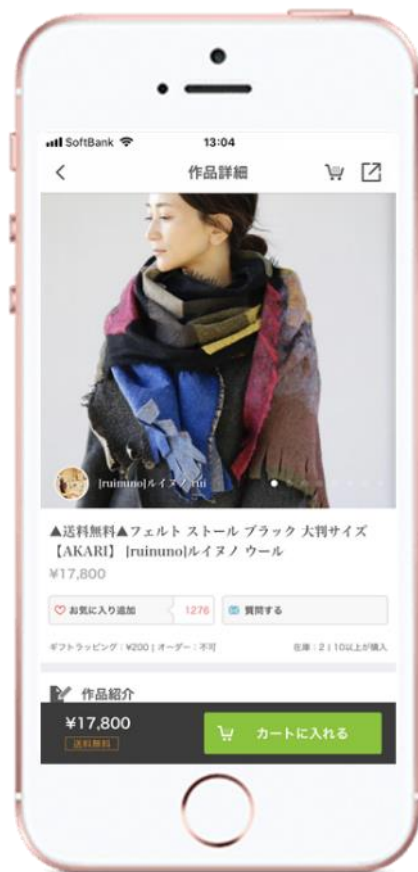 SoftBank 13:04
作品詳細
[ruinuno]ルイヌノ rui
▲送料無料▲フェルト ストール ブラック 大判サイズ
【AKARI】 [ruinuno]ルイヌノ ウール
¥17,800
お気に入り追加 1276 質問する
ギフトラッピング：¥200 | オーダー：不可 在庫：2 | 10以上が購入
作品紹介
¥17,800
送料無料
カートに入れる